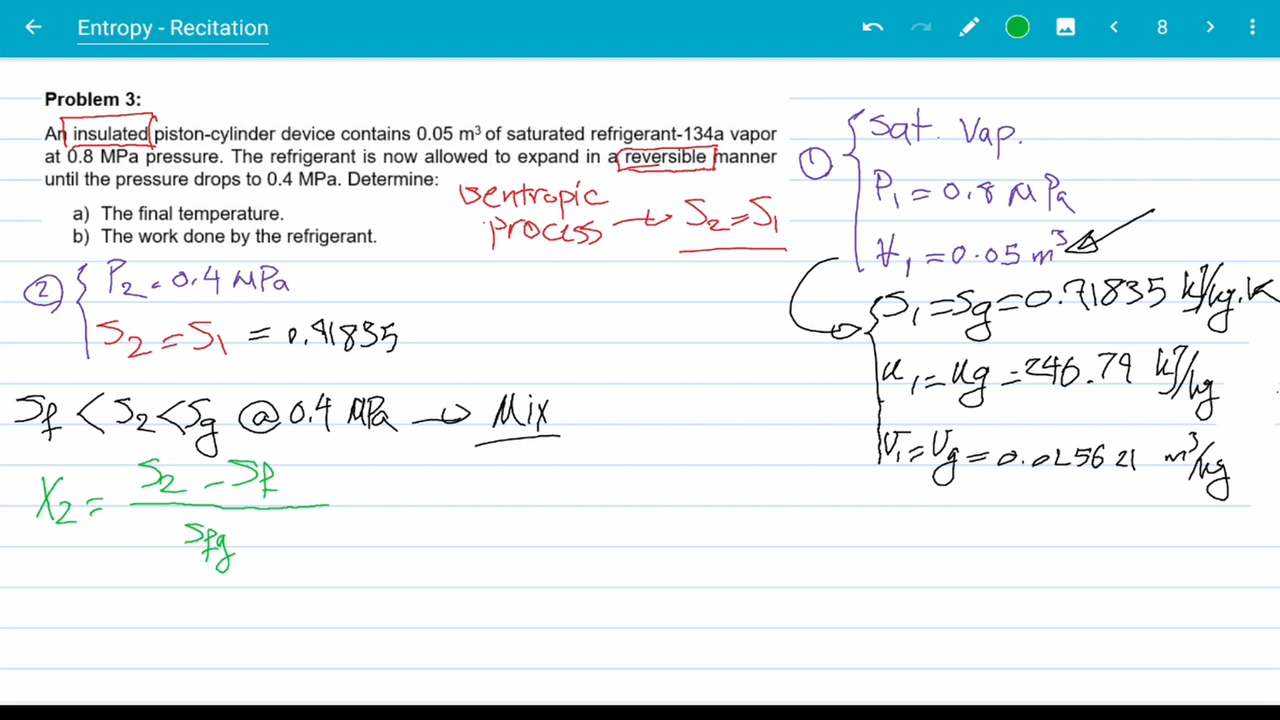 Entropy - Recitation
8
Problem 3:
An insulated piston-cylinder device contains 0.05 m³ of saturated refrigerant-134a vapor
at 0.8 MPa pressure. The refrigerant is now allowed to expand in a reversible manner
until the pressure drops to 0.4 MPa. Determine:
a) The final temperature.
b) The work done by the refrigerant.
isentropic
process → S₂ = S₁
① Sat. Vap.
P₁ = 0.8 MPa
V₁ = 0.05 m³
S₁ = Sg = 0.91835 kJ/kg.K
u₁ = ug = 246.79 kJ/kg
v₁ = vg = 0.025621 m³/kg
② P₂ = 0.4 MPa
S₂ = S₁ = 0.91835
Sf < S₂ < Sg @ 0.4 MPa → Mix
X₂ = S₂ - Sf
Sfg